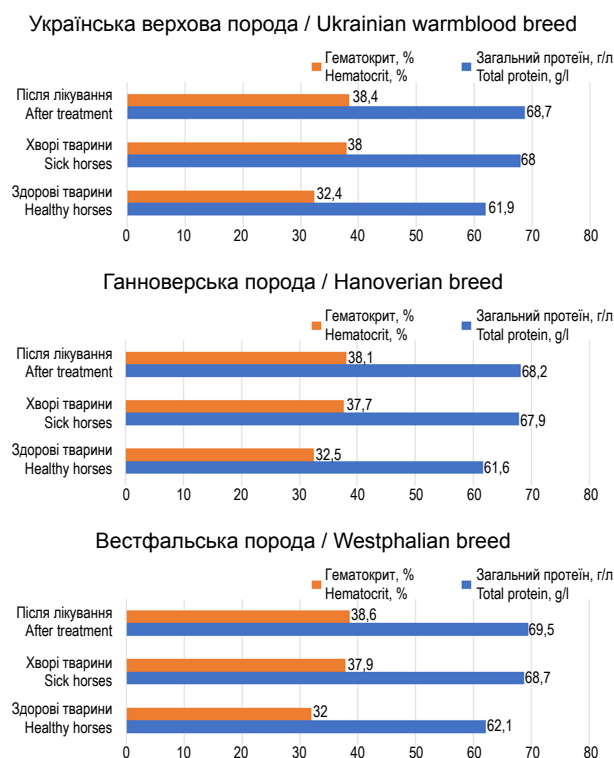 Українська верхова порода / Ukrainian warmblood breed
Гематокрит, % Загальний протеїн, г/л
Hematocrit, % Total protein, g/l
Після лікування
After treatment
38,4
68,7
Хворі тварини
Sick horses
38
68
Здорові тварини
Healthy horses
32,4
61,9
0 10 20 30 40 50 60 70 80
Ганноверська порода / Hanoverian breed
Гематокрит, % Загальний протеїн, г/л
Hematocrit, % Total protein, g/l
Після лікування
After treatment
38,1
68,2
Хворі тварини
Sick horses
37,7
67,9
Здорові тварини
Healthy horses
32,5
61,6
0 10 20 30 40 50 60 70 80
Вестфальська порода / Westphalian breed
Гематокрит, % Загальний протеїн, г/л
Hematocrit, % Total protein, g/l
Після лікування
After treatment
38,6
69,5
Хворі тварини
Sick horses
37,9
68,7
Здорові тварини
Healthy horses
32
62,1
0 10 20 30 40 50 60 70 80